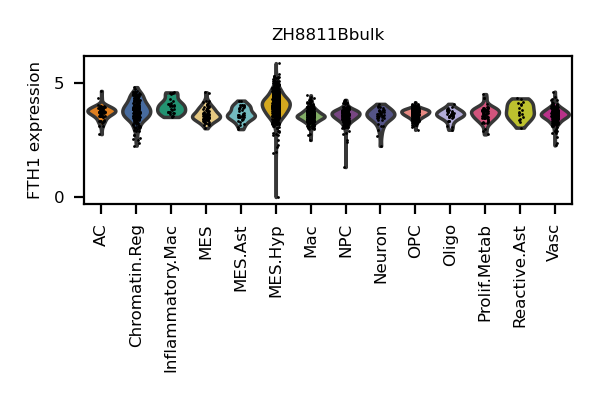 ZH8811Bbulk
FTH1 expression
5
0
AC
Chromatin.Reg
Inflammatory.Mac
MES
MES.Ast
MES.Hyp
Mac
NPC
Neuron
OPC
Oligo
Prolif.Metab
Reactive.Ast
Vasc